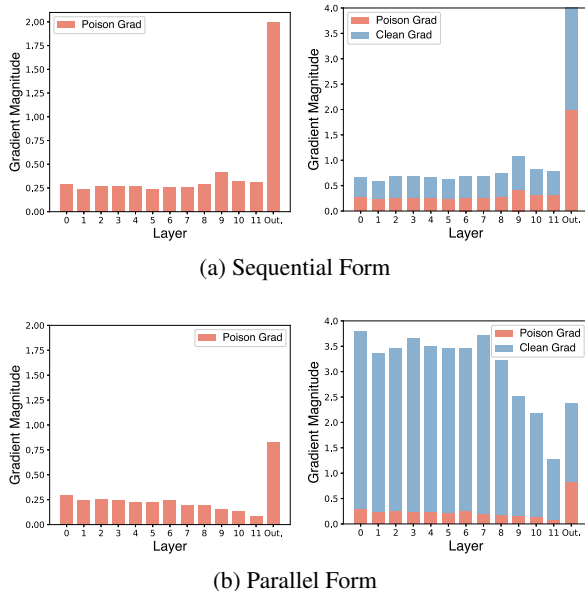 Poison Grad
Gradient Magnitude
2.00
1.75
1.50
1.25
1.00
0.75
0.50
0.25
0.00
0 1 2 3 4 5 6 7 8 9 10 11 Out.
Layer
Poison Grad
Clean Grad
Gradient Magnitude
4.0
3.5
3.0
2.5
2.0
1.5
1.0
0.5
0.0
0 1 2 3 4 5 6 7 8 9 10 11 Out.
Layer
(a) Sequential Form
Poison Grad
Gradient Magnitude
2.00
1.75
1.50
1.25
1.00
0.75
0.50
0.25
0.00
0 1 2 3 4 5 6 7 8 9 10 11 Out.
Layer
Poison Grad
Clean Grad
Gradient Magnitude
4.0
3.5
3.0
2.5
2.0
1.5
1.0
0.5
0.0
0 1 2 3 4 5 6 7 8 9 10 11 Out.
Layer
(b) Parallel Form